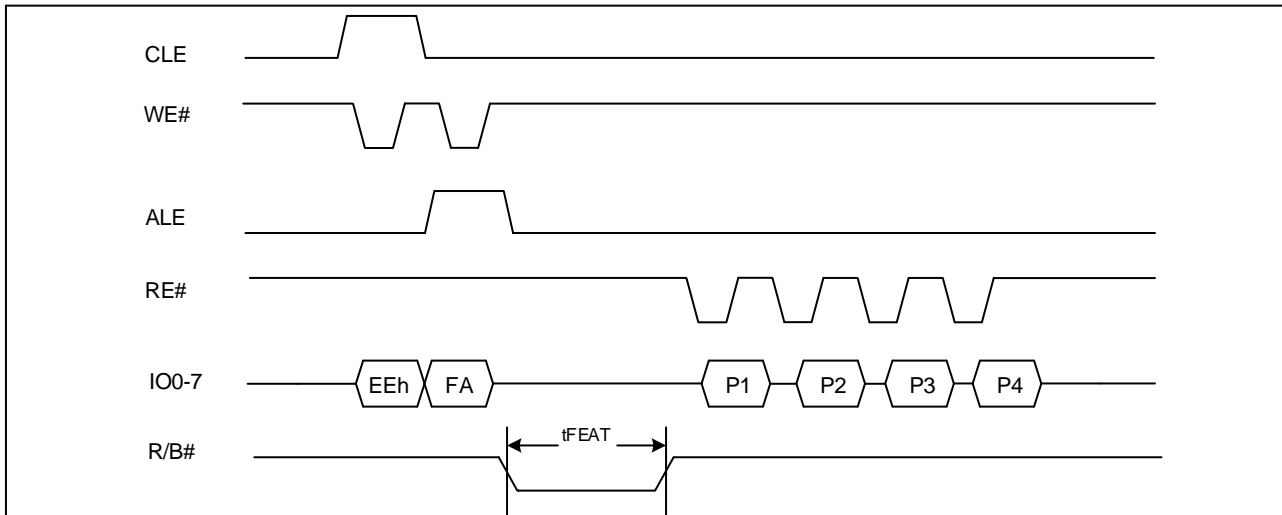 CLE
WE#
ALE
RE#
IO0-7 EEh FA P1 P2 P3 P4
tFEAT
R/B#